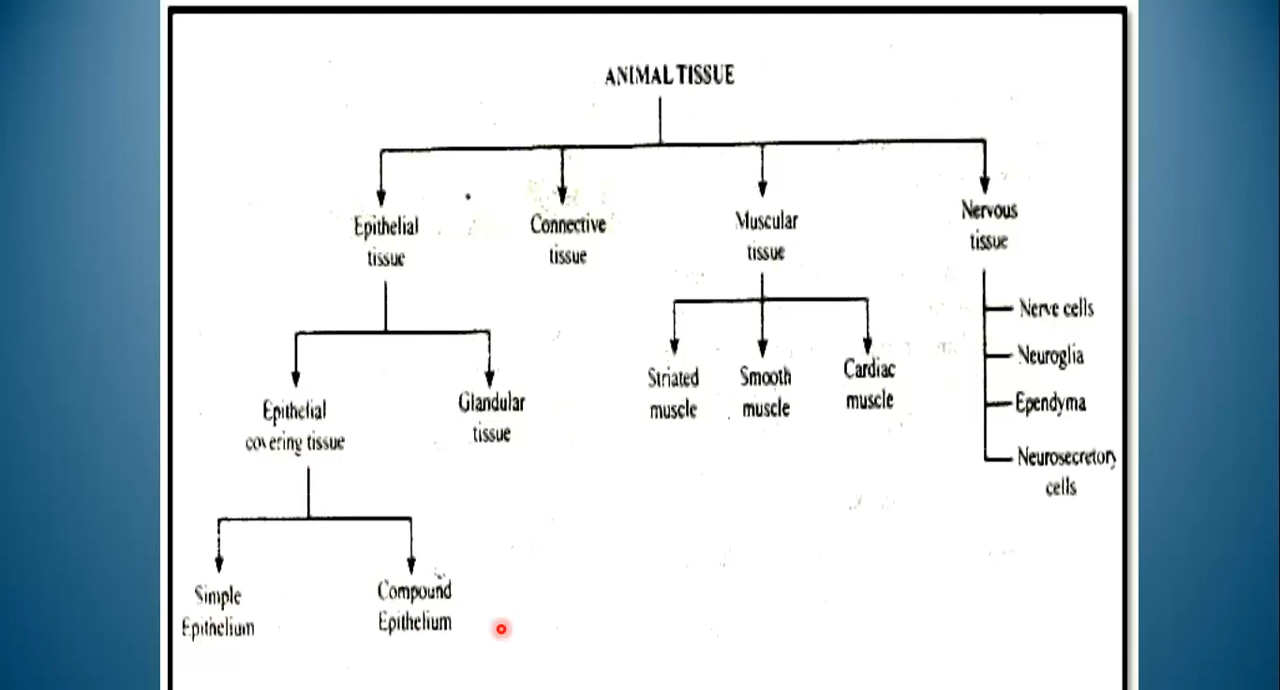 ANIMAL TISSUE
Epithelial
tissue
Connective
tissue
Muscular
tissue
Nervous
tissue
Nerve cells
Neuroglia
Ependyma
Neurosecretory
cells
Striated
muscle
Smooth
muscle
Cardiac
muscle
Epithelial
covering tissue
Glandular
tissue
Simple
Epithelium
Compound
Epithelium